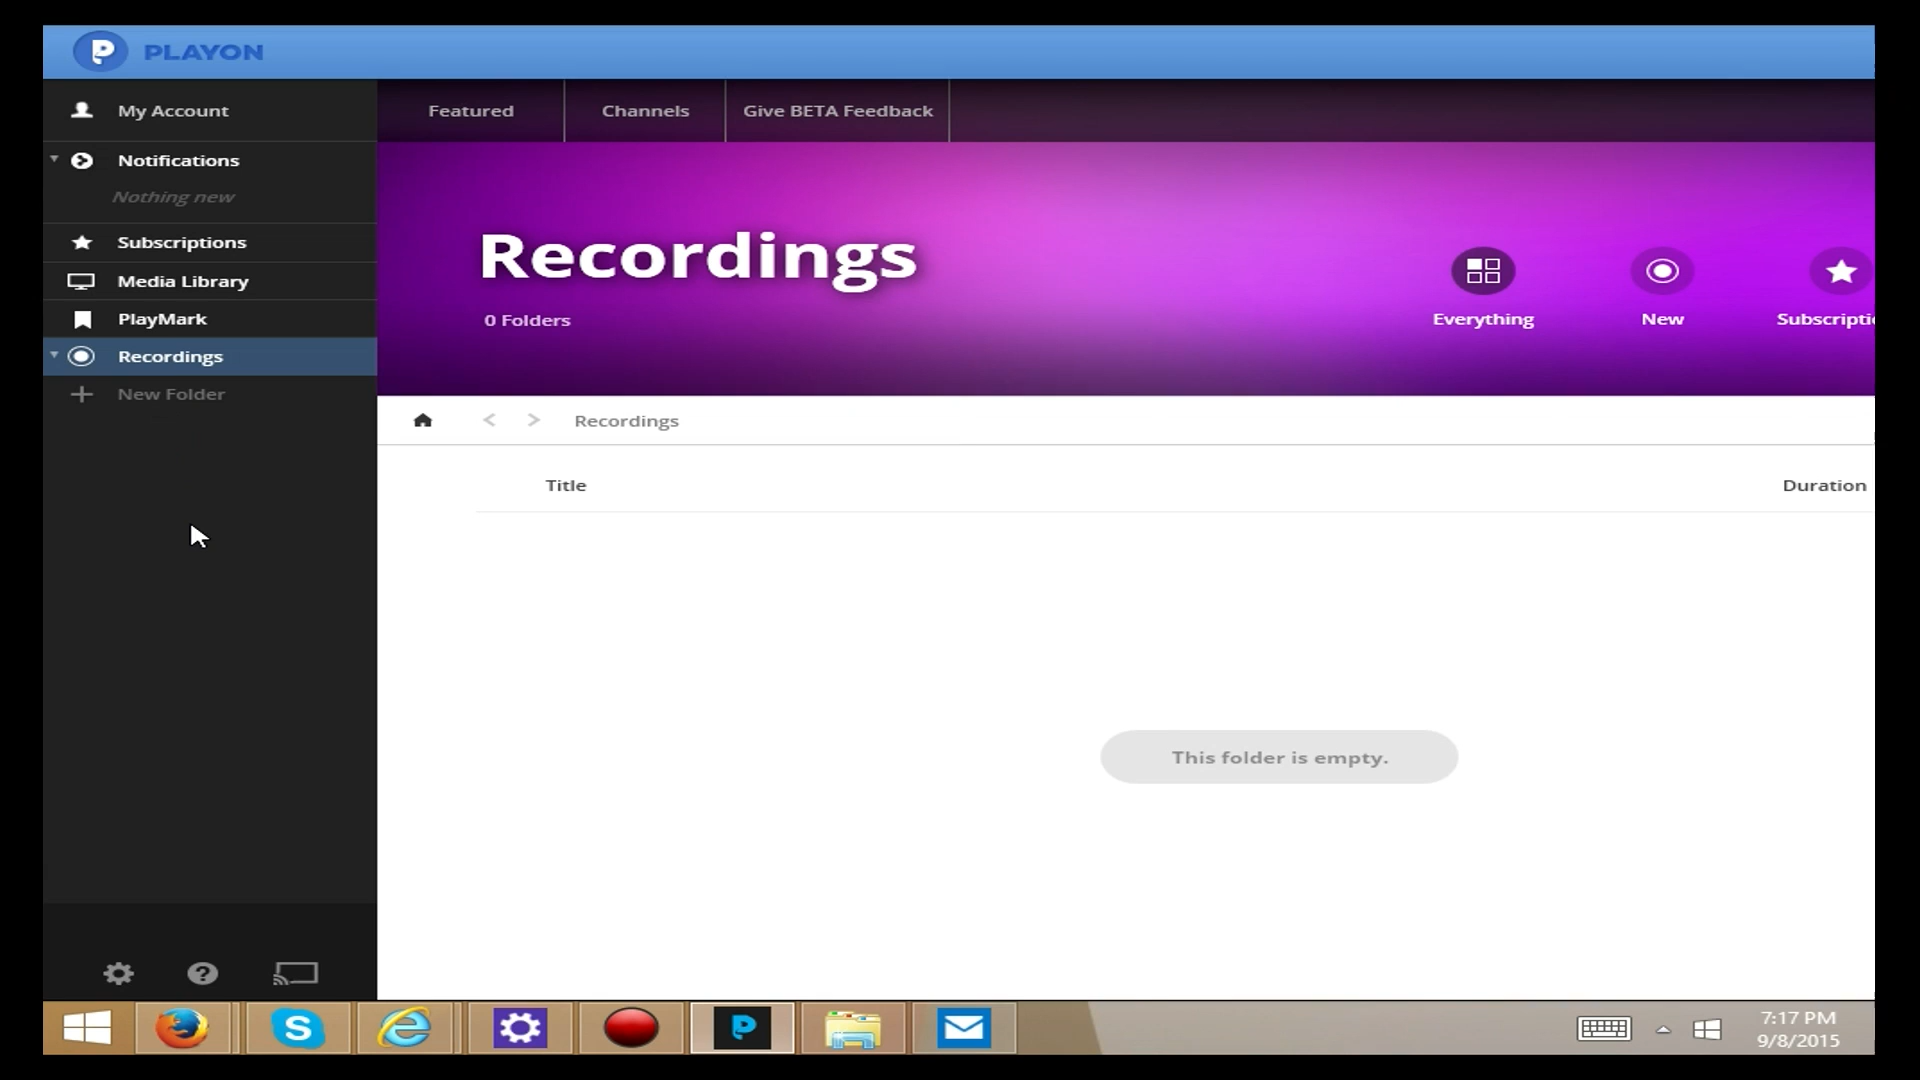 PLAYON
My Account
Featured
Channels
Give BETA Feedback
Notifications
Nothing new
Subscriptions
Media Library
PlayMark
Recordings
New Folder
Recordings
0 Folders
Everything
New
Subscripti
Recordings
Title
Duration
This folder is empty.
7:17 PM
9/8/2015